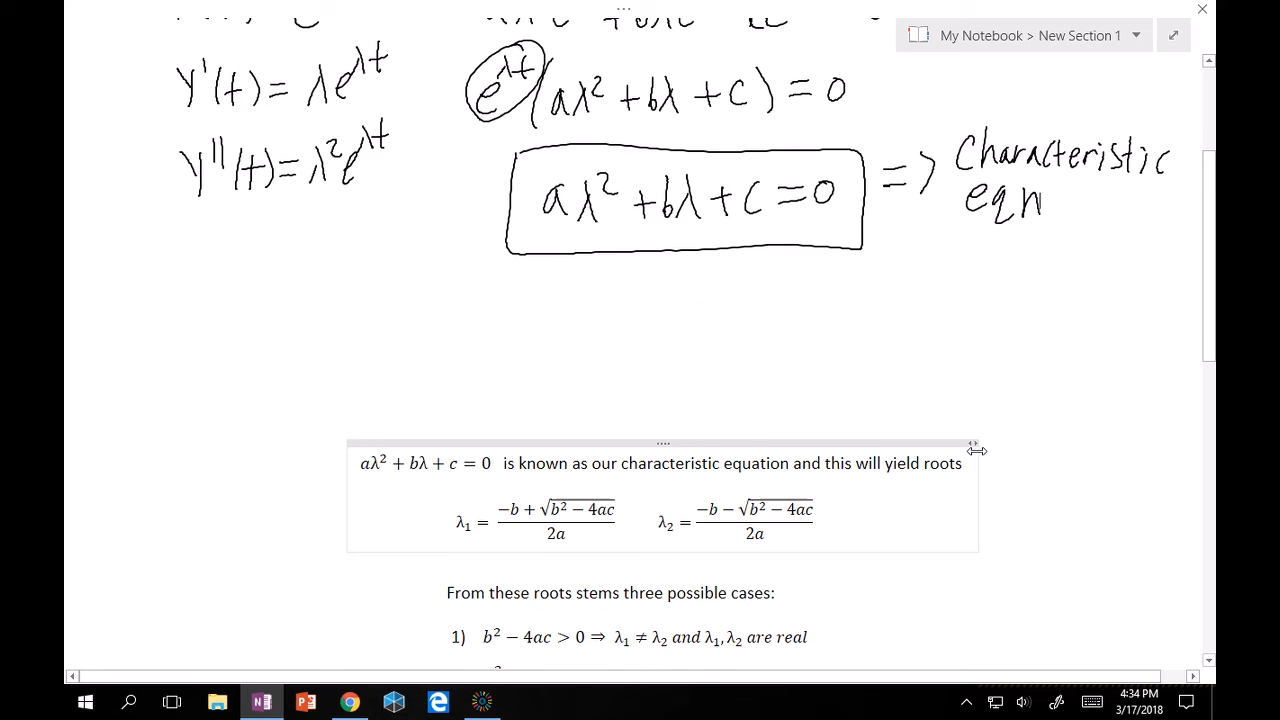 My Notebook > New Section 1
y'(t) = λe^λt
e^λt(aλ² + bλ + c) = 0
y''(t) = λ²e^λt
aλ² + bλ + c = 0 => Characteristic
eqn
aλ² + bλ + c = 0 is known as our characteristic equation and this will yield roots
λ₁ = (−b + √(b² − 4ac))/2a λ₂ = (−b − √(b² − 4ac))/2a
From these roots stems three possible cases:
1) b² − 4ac > 0 ⇒ λ₁ ≠ λ₂ and λ₁, λ₂ are real
4:34 PM
3/17/2018